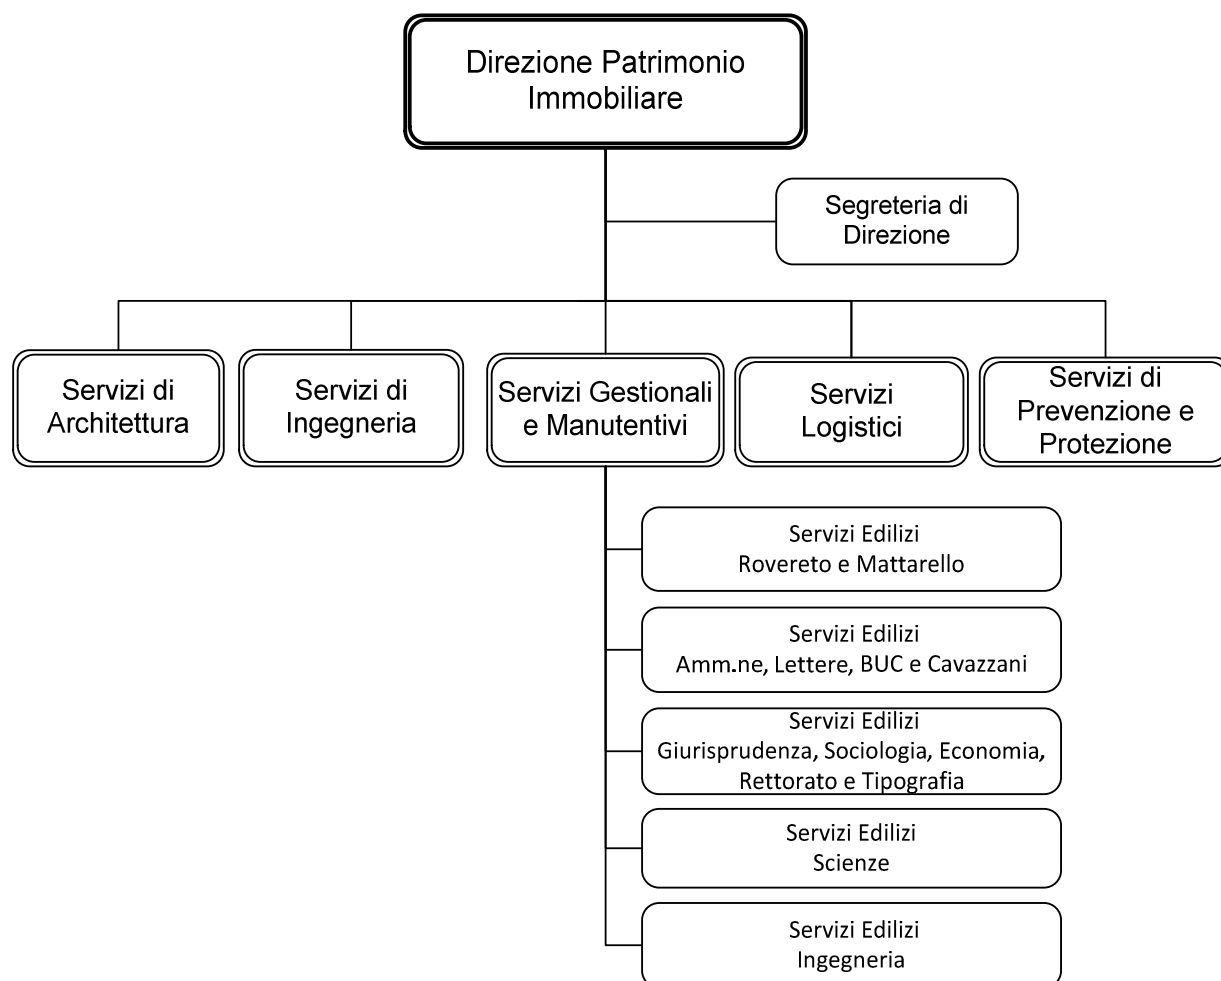 Direzione Patrimonio
Immobiliare
Segreteria di
Direzione
Servizi di
Architettura
Servizi di
Ingegneria
Servizi Gestionali
e Manutentivi
Servizi
Logistici
Servizi di
Prevenzione e
Protezione
Servizi Edilizi
Rovereto e Mattarello
Servizi Edilizi
Amm.ne, Lettere, BUC e Cavazzani
Servizi Edilizi
Giurisprudenza, Sociologia, Economia,
Rettorato e Tipografia
Servizi Edilizi
Scienze
Servizi Edilizi
Ingegneria